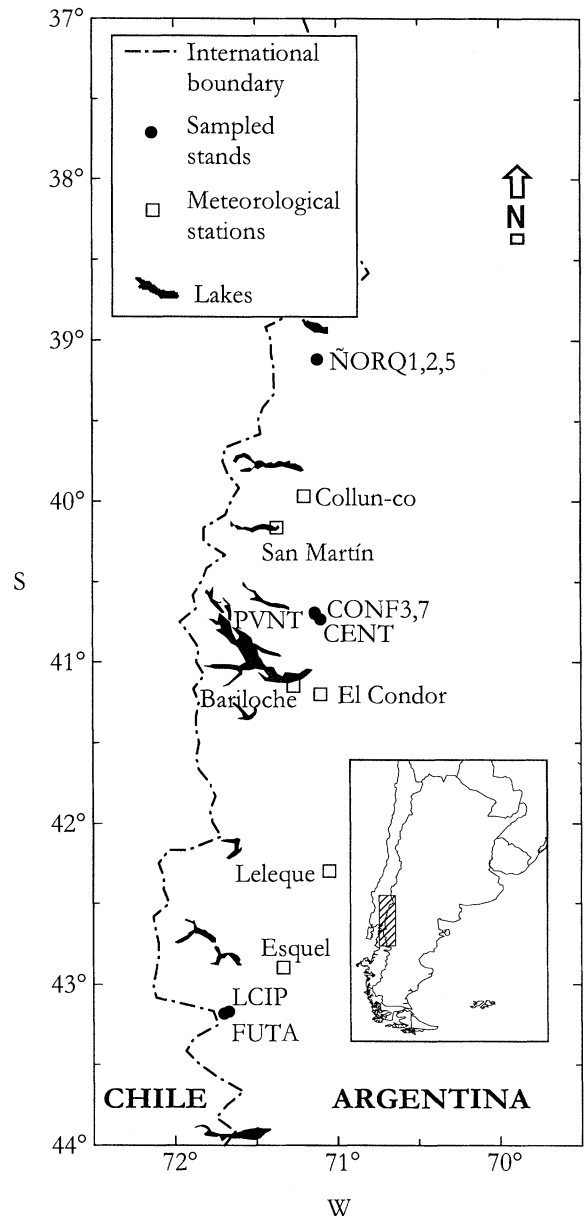 37°
International
boundary
Sampled
stands
38°
Meteorological
stations
N
Lakes
39°
ÑORQ1,2,5
40°
Collun-co
San Martín
S
PVNT
CONF3,7
CENT
41°
Bariloche
El Condor
42°
Leleque
Esquel
43°
LCIP
FUTA
CHILE
ARGENTINA
44°
72°
71°
70°
W